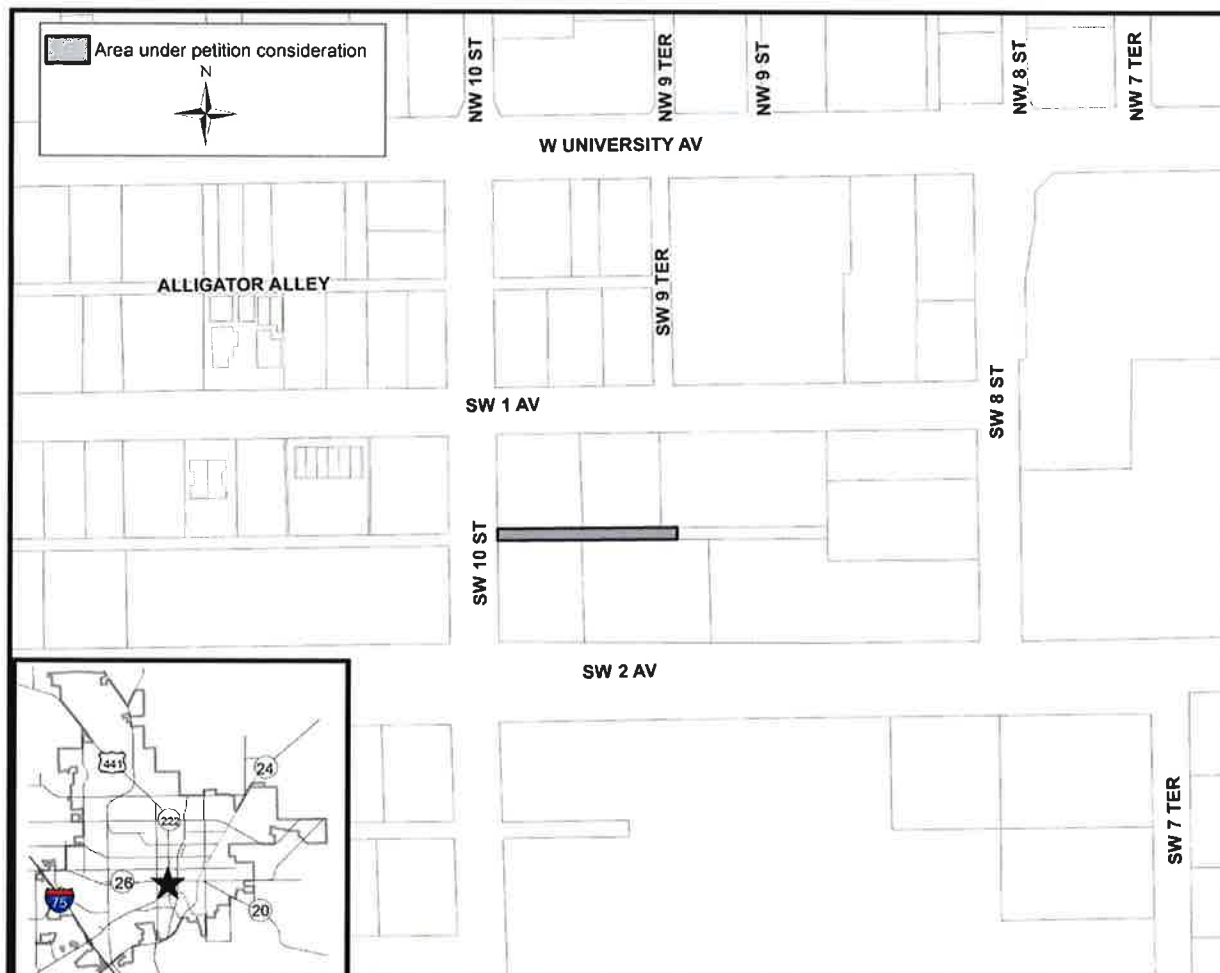 Area under petition consideration
N
NW 10 ST
NW 9 TER
NW 9 ST
NW 8 ST
NW 7 TER
W UNIVERSITY AV
ALLIGATOR ALLEY
SW 9 TER
SW 1 AV
SW 8 ST
SW 10 ST
SW 2 AV
SW 7 TER
441
24
222
26
75
20